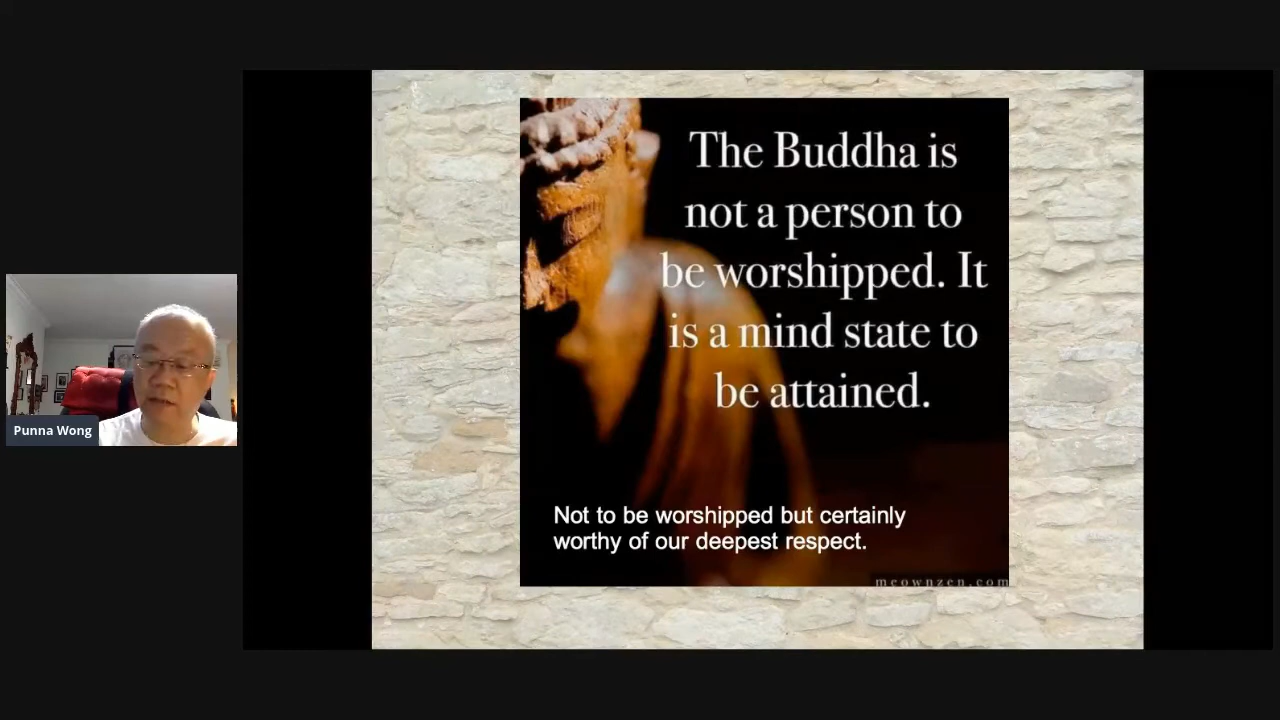 Punna Wong
The Buddha is
not a person to
be worshipped. It
is a mind state to
be attained.
Not to be worshipped but certainly
worthy of our deepest respect.
meownzen.com